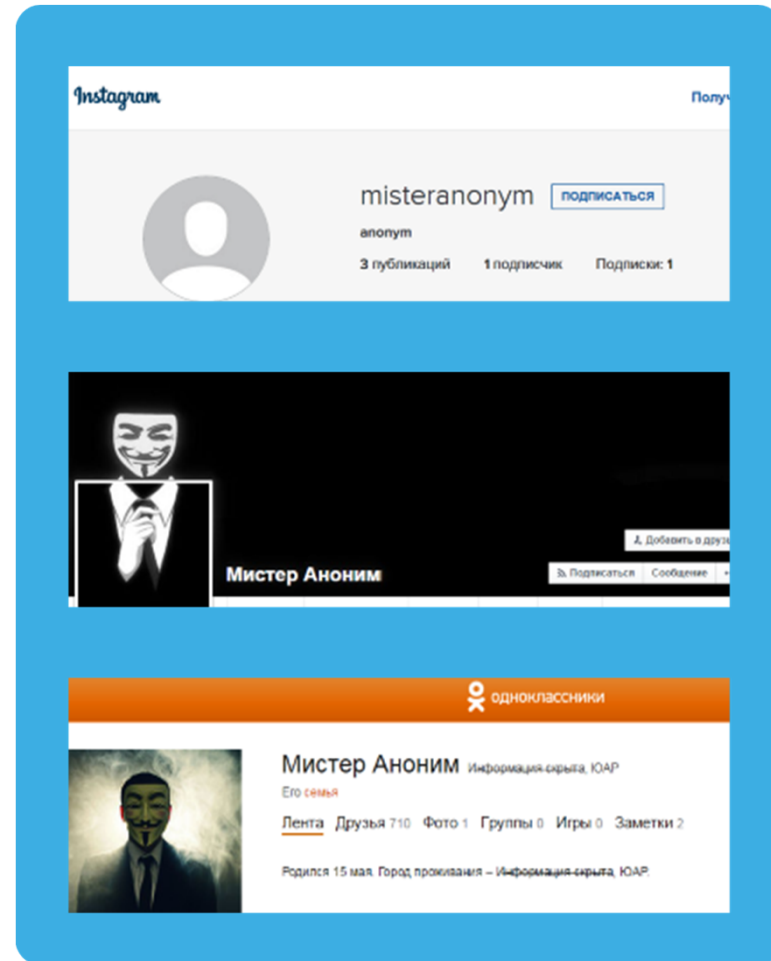 Instagram
misteranonym ПОДПИСАТЬСЯ
anonym
3 публикаций 1 подписчик Подписки: 1
Добавить в
Мистер Аноним
Подписаться Сообщение
одноклассники
Мистер Аноним Информация скрыта, ЮАР
Его семья
Лента Друзья 710 Фото 1 Группы 0 Игры 0 Заметки 2
Родился 15 мая. Город проживания – Информация скрыта, ЮАР.